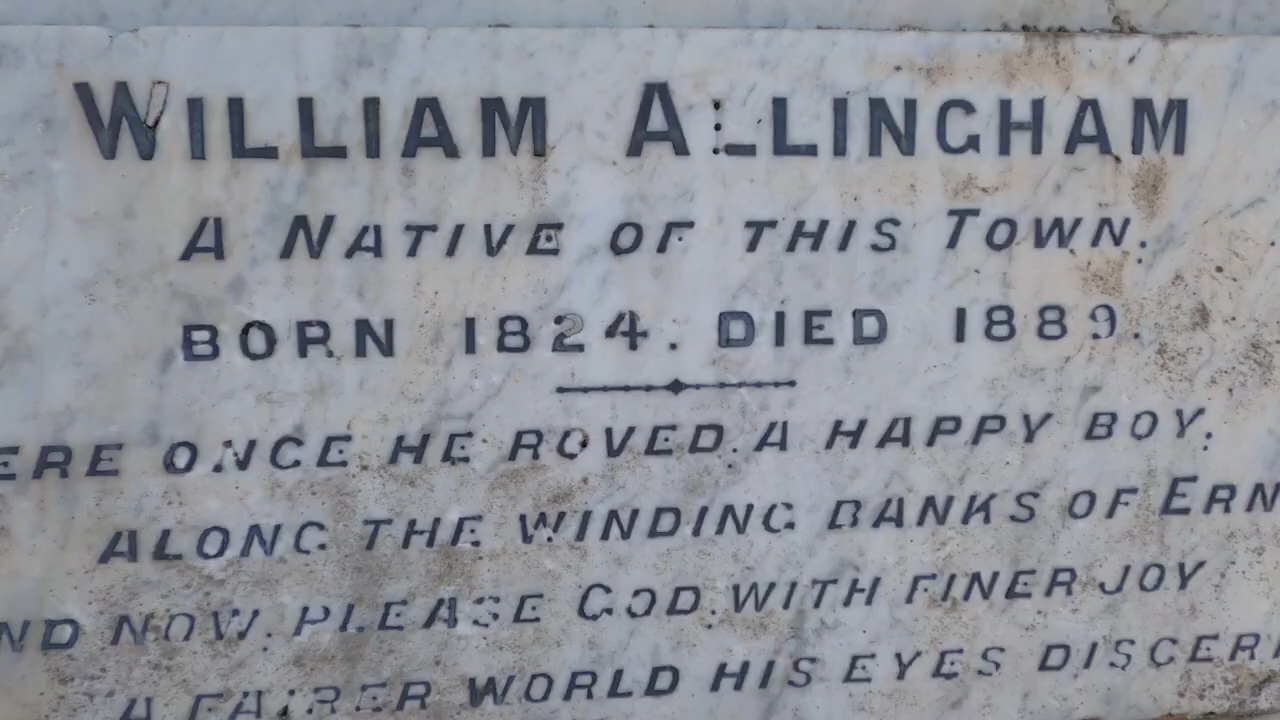 WILLIAM ALLINGHAM
A NATIVE OF THIS TOWN.
BORN 1824. DIED 1889.
ERE ONCE HE ROVED A HAPPY BOY,
ALONG THE WINDING BANKS OF ERN
ND NOW, PLEASE GOD, WITH FINER JOY
A FAIRER WORLD HIS EYES DISCER